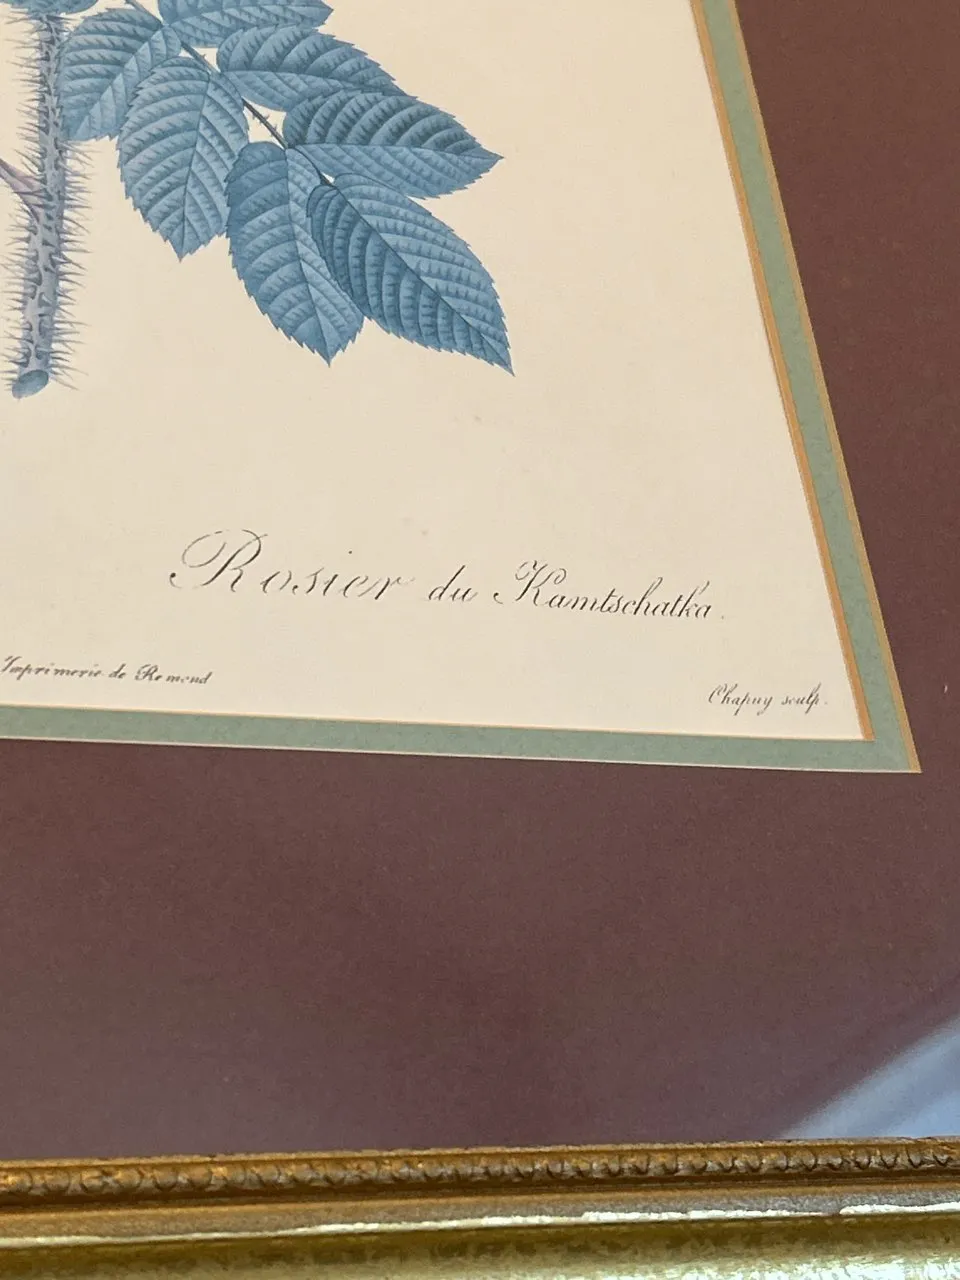 Rosier du Kamtschatka.
Imprimerie de Remond
Chapuy sculp.